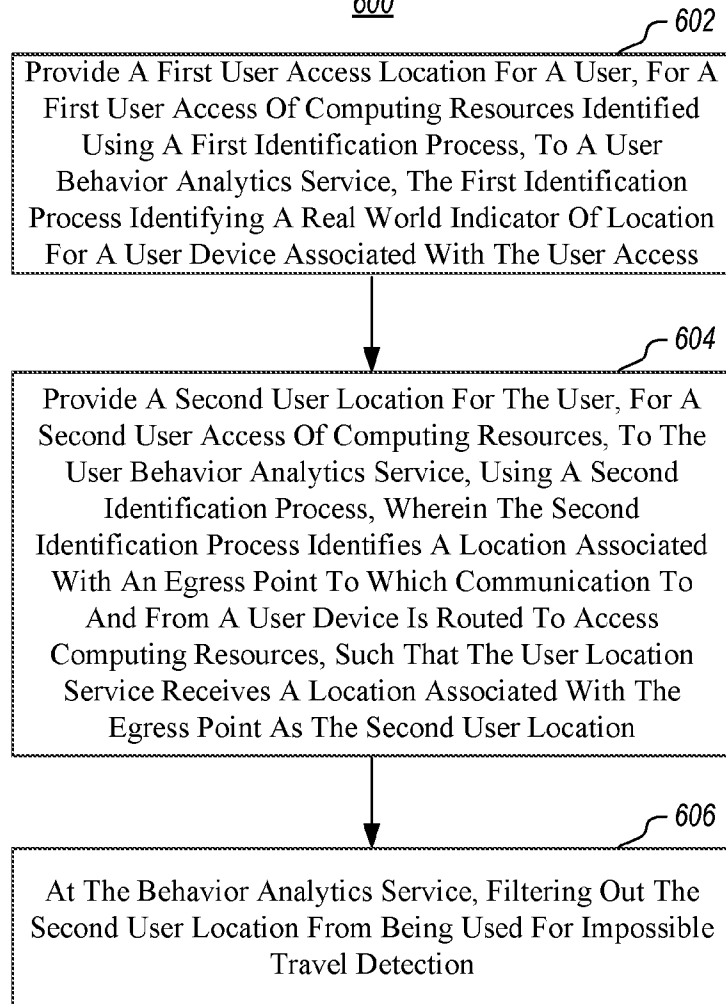 600
602
Provide A First User Access Location For A User, For A
First User Access Of Computing Resources Identified
Using A First Identification Process, To A User
Behavior Analytics Service, The First Identification
Process Identifying A Real World Indicator Of Location
For A User Device Associated With The User Access
604
Provide A Second User Location For The User, For A
Second User Access Of Computing Resources, To The
User Behavior Analytics Service, Using A Second
Identification Process, Wherein The Second
Identification Process Identifies A Location Associated
With An Egress Point To Which Communication To
And From A User Device Is Routed To Access
Computing Resources, Such That The User Location
Service Receives A Location Associated With The
Egress Point As The Second User Location
606
At The Behavior Analytics Service, Filtering Out The
Second User Location From Being Used For Impossible
Travel Detection